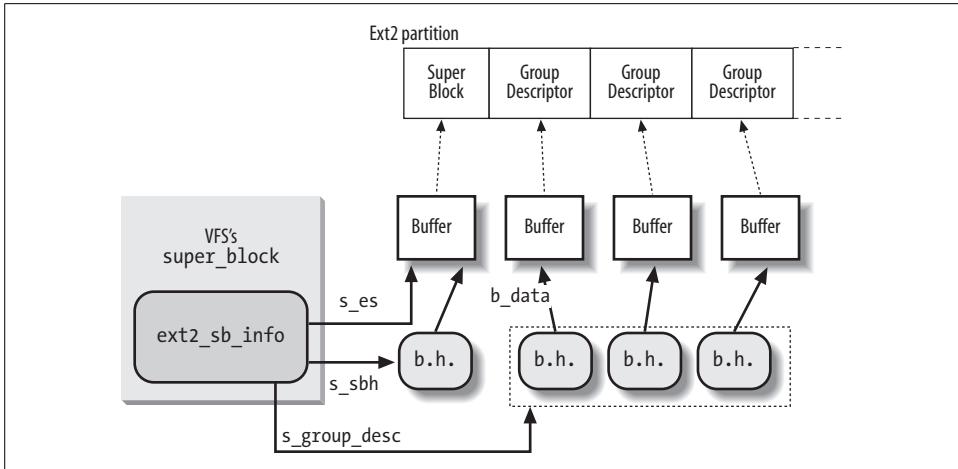 Ext2 partition
Super
Block
Group
Descriptor
Group
Descriptor
Group
Descriptor
Buffer
Buffer
Buffer
Buffer
VFS's
super_block
s_es
b_data
ext2_sb_info
b.h.
b.h.
b.h.
b.h.
s_sbh
s_group_desc